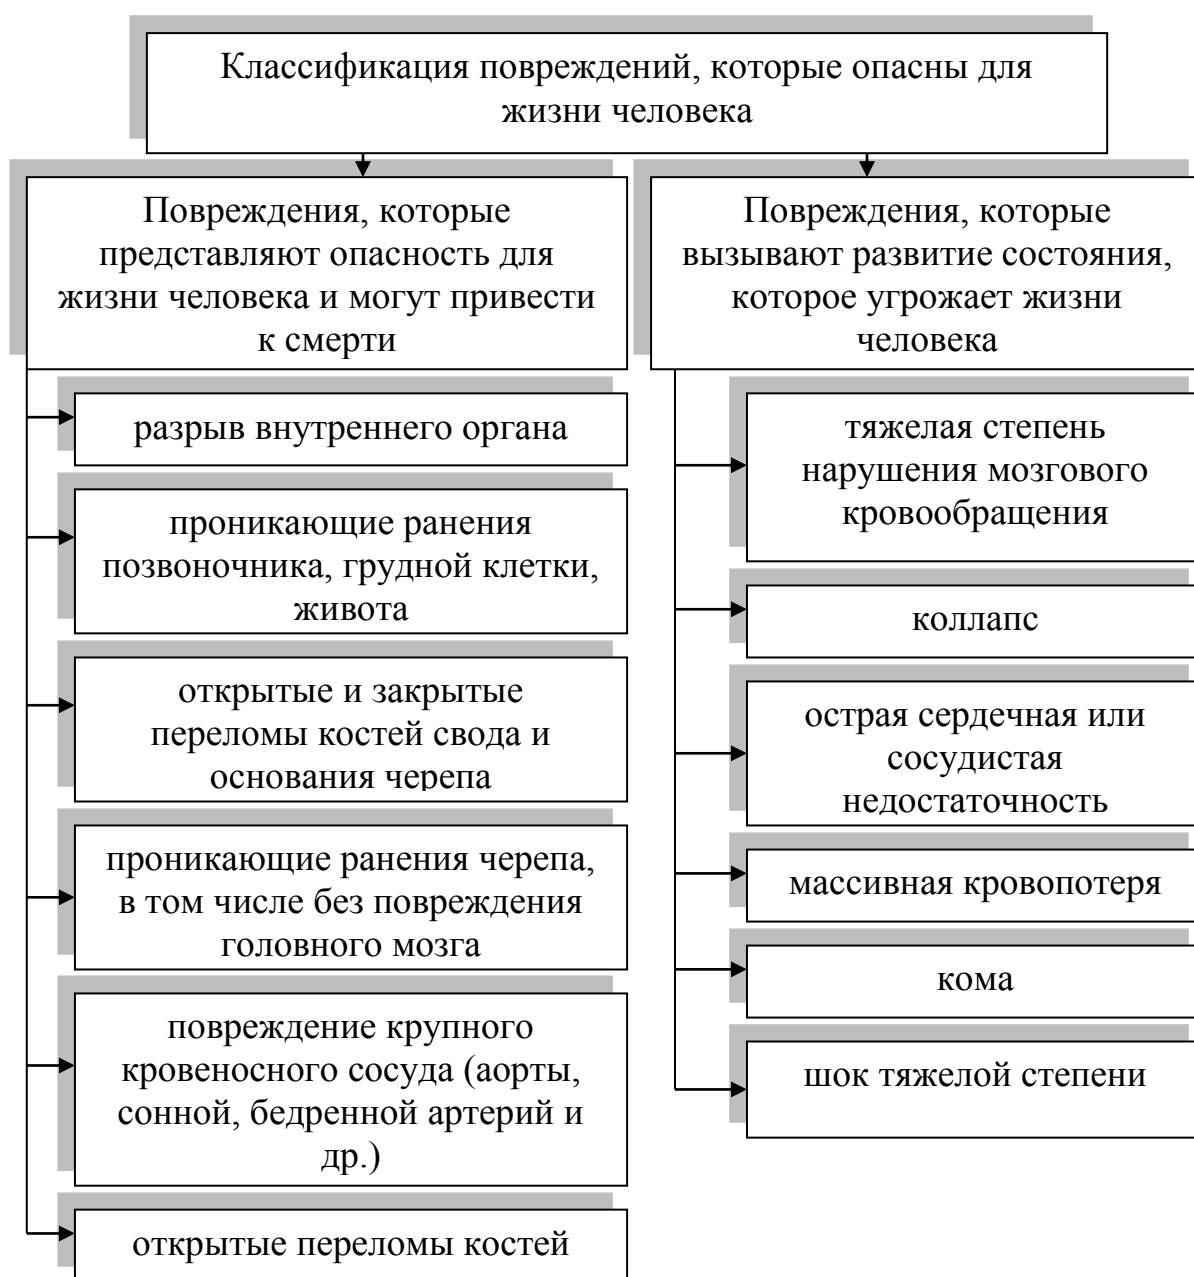 Классификация повреждений, которые опасны для
жизни человека
Повреждения, которые
представляют опасность для
жизни человека и могут привести
к смерти
разрыв внутреннего органа
проникающие ранения
позвоночника, грудной клетки,
живота
открытые и закрытые
переломы костей свода и
основания черепа
проникающие ранения черепа,
в том числе без повреждения
головного мозга
повреждение крупного
кровеносного сосуда (аорты,
сонной, бедренной артерий и
др.)
открытые переломы костей
Повреждения, которые
вызывают развитие состояния,
которое угрожает жизни
человека
тяжелая степень
нарушения мозгового
кровообращения
коллапс
острая сердечная или
сосудистая
недостаточность
массивная кровопотеря
кома
шок тяжелой степени